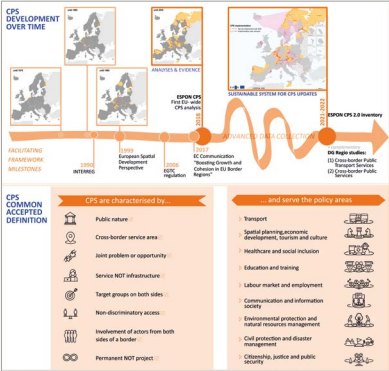 CPS
DEVELOPMENT
OVER TIME
ANALYSES & EVIDENCE
SUSTAINABLE SYSTEM FOR CPS UPDATES
ESPON CPS
First EU- wide
CPS analysis
2018
2021-2022
ESPON CPS 2.0 inventory
ADVANCED DATA COLLECTION
FACILITATING
FRAMEWORK
MILESTONES
1990
INTERREG
1999
European Spatial
Development
Perspective
2006
EGTC
regulation
2017
EC Communication
"Boosting Growth and
Cohesion in EU Border
Regions"
DG Regio studies:
(1) Cross-border Public
Transport Services
(2) Cross-border Public
Services
CPS
COMMON
ACCEPTED
DEFINITION
CPS are characterised by...
Public nature
Cross-border service area
Joint problem or opportunity
Service NOT infrastructure
Target groups on both sides
Non-discriminatory access
Involvement of actors from both
sides of a border
Permanent NOT project
... and serve the policy areas
Transport
Spatial planning,economic
development, tourism and culture
Healthcare and social inclusion
Education and training
Labour market and employment
Communication and information
society
Environmental protection and
natural resources management
Civil protection and disaster
management
Citizenship, justice and public
security